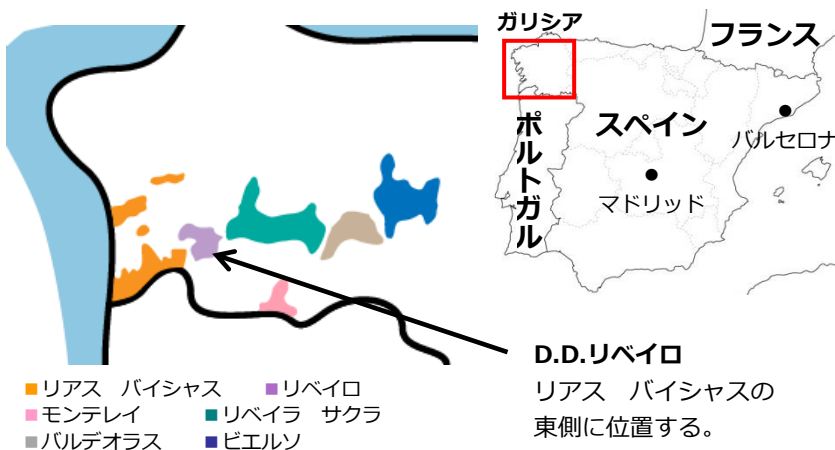 ガリシア
フランス
スペイン
ポルトガル
バルセロナ
マドリッド
D.D.リベイロ
リアス　バイシャスの
東側に位置する。
■リアス　バイシャス　■リベイロ
■モンテレイ　■リベイラ　サクラ
■バルデオラス　■ビエルソ